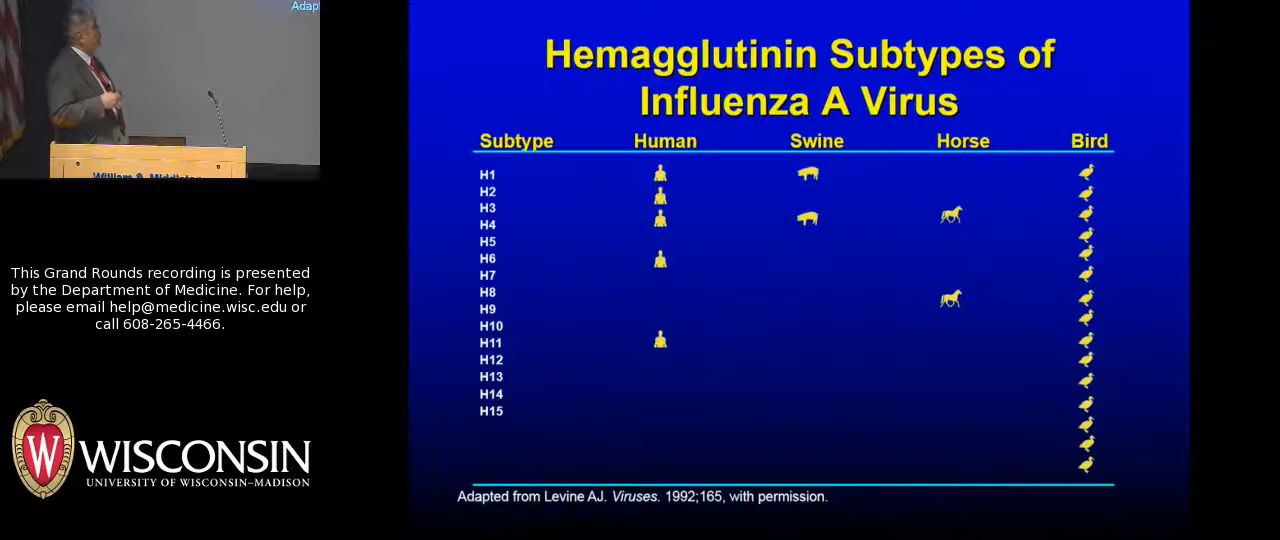 Adap
William S. Middleton
This Grand Rounds recording is presented
by the Department of Medicine. For help,
please email help@medicine.wisc.edu or
call 608-265-4466.
W
WISCONSIN
UNIVERSITY OF WISCONSIN–MADISON
Hemagglutinin Subtypes of
Influenza A Virus
Subtype Human Swine Horse Bird
H1
H2
H3
H4
H5
H6
H7
H8
H9
H10
H11
H12
H13
H14
H15
Adapted from Levine AJ. Viruses. 1992;165, with permission.